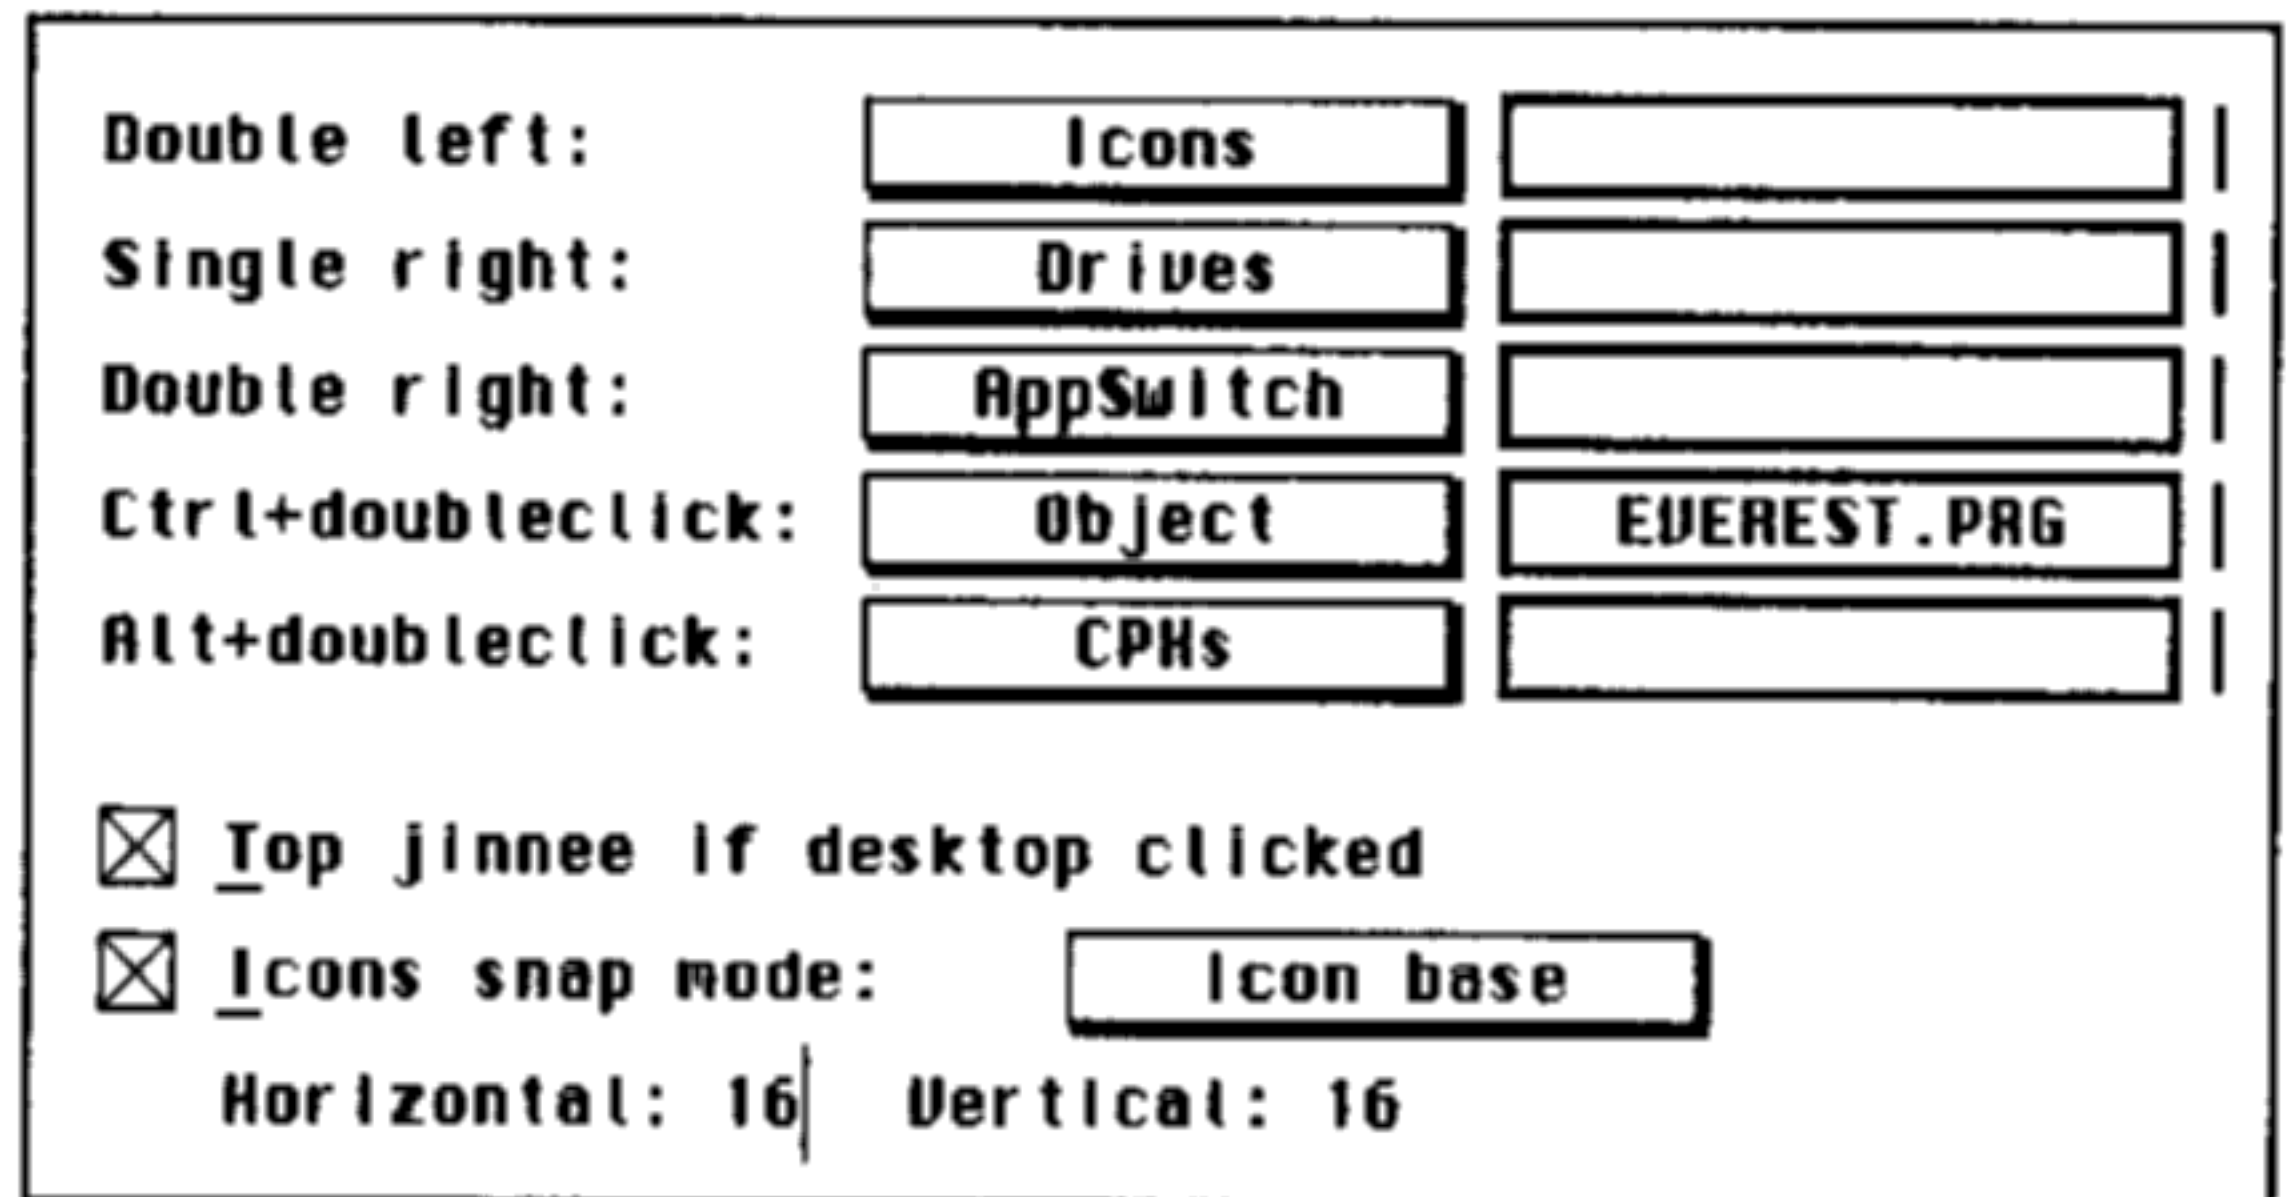 Double left: Icons
Single right: Drives
Double right: AppSwitch
Ctrl+doubleclick: Object EVEREST.PRG
Alt+doubleclick: CPXs
Top jinnee if desktop clicked
Icons snap mode: Icon base
Horizontal: 16 Vertical: 16